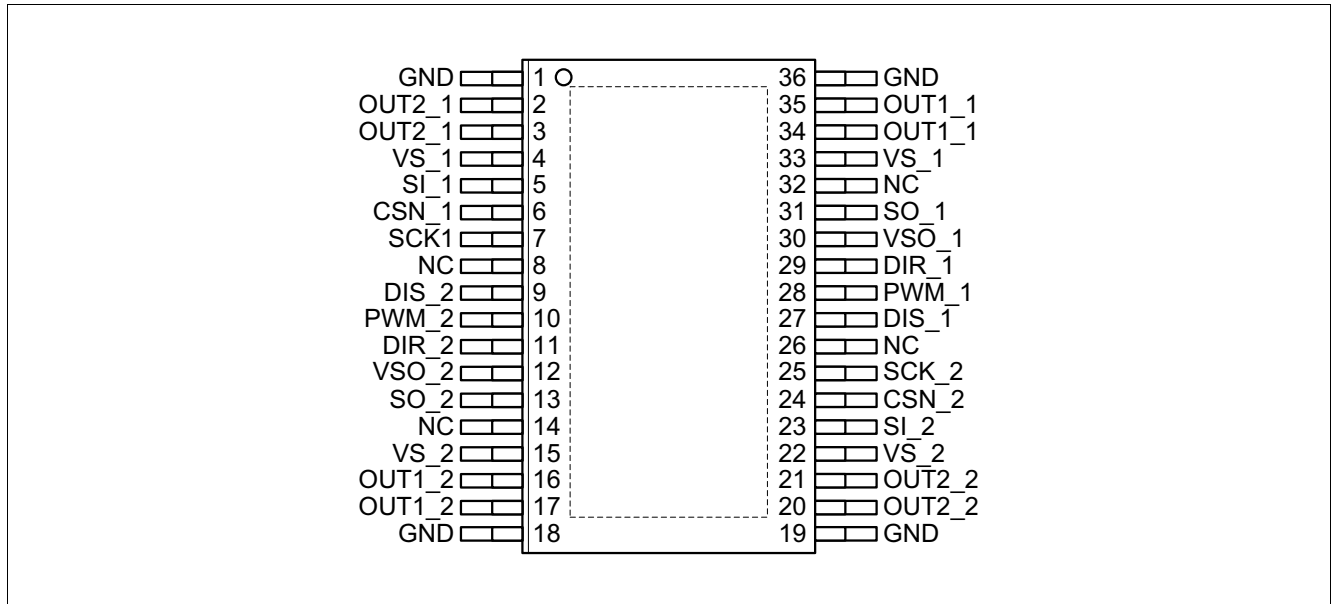 GND 1 36 GND
OUT2_1 2 35 OUT1_1
OUT2_1 3 34 OUT1_1
VS_1 4 33 VS_1
SI_1 5 32 NC
CSN_1 6 31 SO_1
SCK1 7 30 VSO_1
NC 8 29 DIR_1
DIS_2 9 28 PWM_1
PWM_2 10 27 DIS_1
DIR_2 11 26 NC
VSO_2 12 25 SCK_2
SO_2 13 24 CSN_2
NC 14 23 SI_2
VS_2 15 22 VS_2
OUT1_2 16 21 OUT2_2
OUT1_2 17 20 OUT2_2
GND 18 19 GND